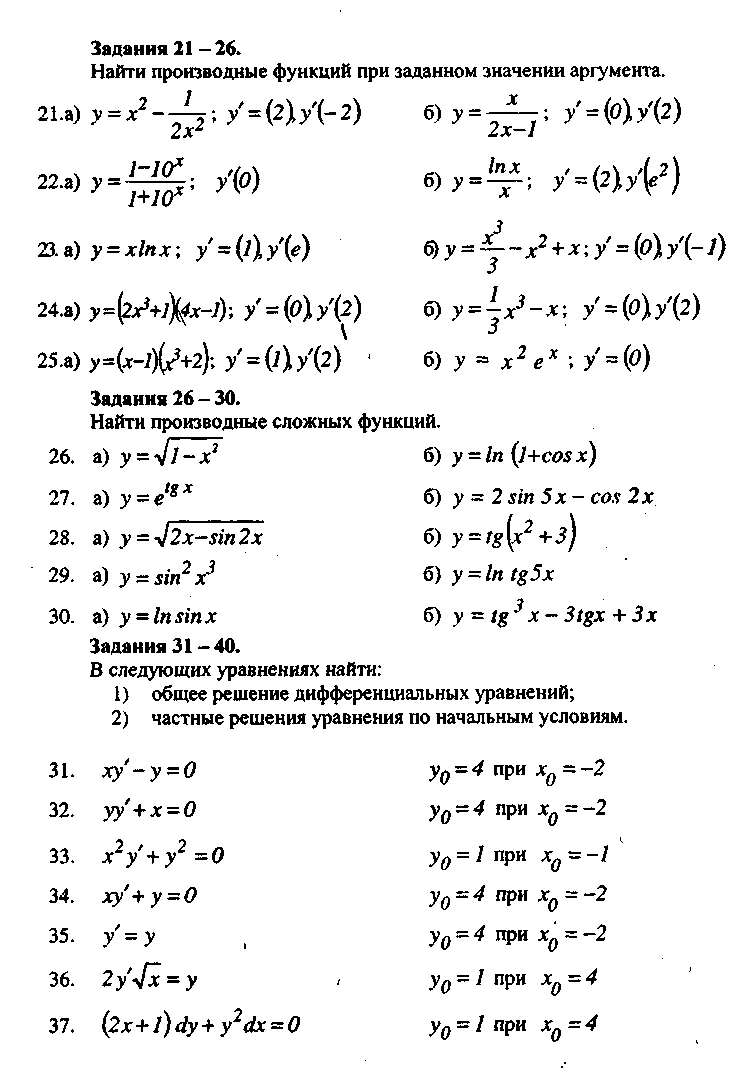 Задания 21 – 26.
Найти производные функций при заданном значении аргумента.
21.а) y = x² − 1/(2x²); y′ = (2), y′(−2) б) y = x/(2x−1); y′ = (0), y′(2)
22.а) y = (1−10ˣ)/(1+10ˣ); y′(0) б) y = ln x/x; y′ = (2), y′(e²)
23. а) y = x ln x; y′ = (1), y′(e) б) y = x³/3 − x² + x; y′ = (0), y′(−1)
24.а) y = (2x³+1)(4x−1); y′ = (0), y′(2) б) y = 1/3 x³ − x; y′ = (0), y′(2)
25.а) y = (x−1)(x³+2); y′ = (1), y′(2) б) y = x² eˣ ; y′ = (0)
Задания 26 – 30.
Найти производные сложных функций.
26. а) y = √(1 − x²) б) y = ln (1+cos x)
27. а) y = e^(tg x) б) y = 2 sin 5x − cos 2x
28. а) y = √(2x−sin 2x) б) y = tg(x² + 3)
29. а) y = sin² x³ б) y = ln tg5x
30. а) y = ln sin x б) y = tg ³ x − 3tgx + 3x
Задания 31 – 40.
В следующих уравнениях найти:
1) общее решение дифференциальных уравнений;
2) частные решения уравнения по начальным условиям.
31. xy′ − y = 0 y₀ = 4 при x₀ = −2
32. yy′ + x = 0 y₀ = 4 при x₀ = −2
33. x²y′ + y² = 0 y₀ = 1 при x₀ = −1
34. xy′ + y = 0 y₀ = 4 при x₀ = −2
35. y′ = y y₀ = 4 при x₀ = −2
36. 2y′√x = y y₀ = 1 при x₀ = 4
37. (2x+1) dy + y²dx = 0 y₀ = 1 при x₀ = 4